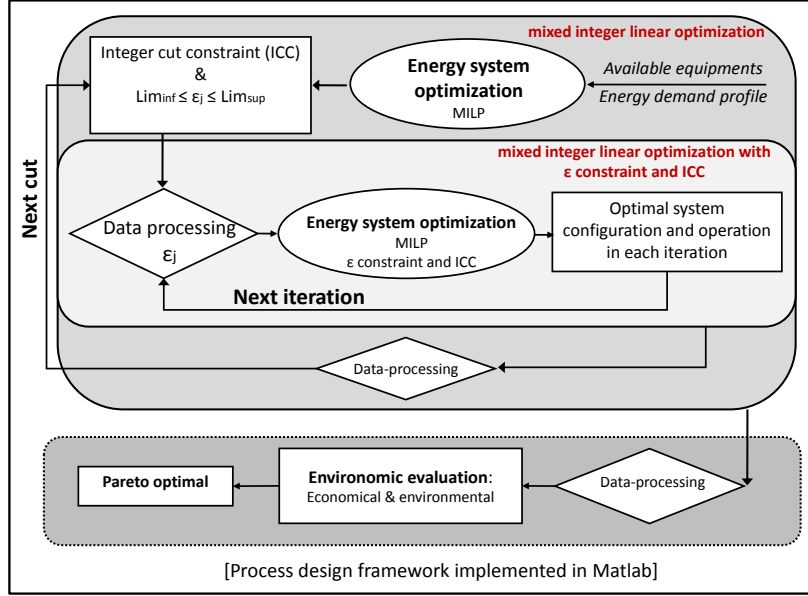 mixed integer linear optimization
Integer cut constraint (ICC)
&
Liminf ≤ εj ≤ Limsup
Energy system
optimization
MILP
Available equipments
Energy demand profile
mixed integer linear optimization with
ε constraint and ICC
Next cut
Data processing
εj
Energy system optimization
MILP
ε constraint and ICC
Optimal system
configuration and operation
in each iteration
Next iteration
Data-processing
Pareto optimal
Environomic evaluation:
Economical & environmental
Data-processing
[Process design framework implemented in Matlab]